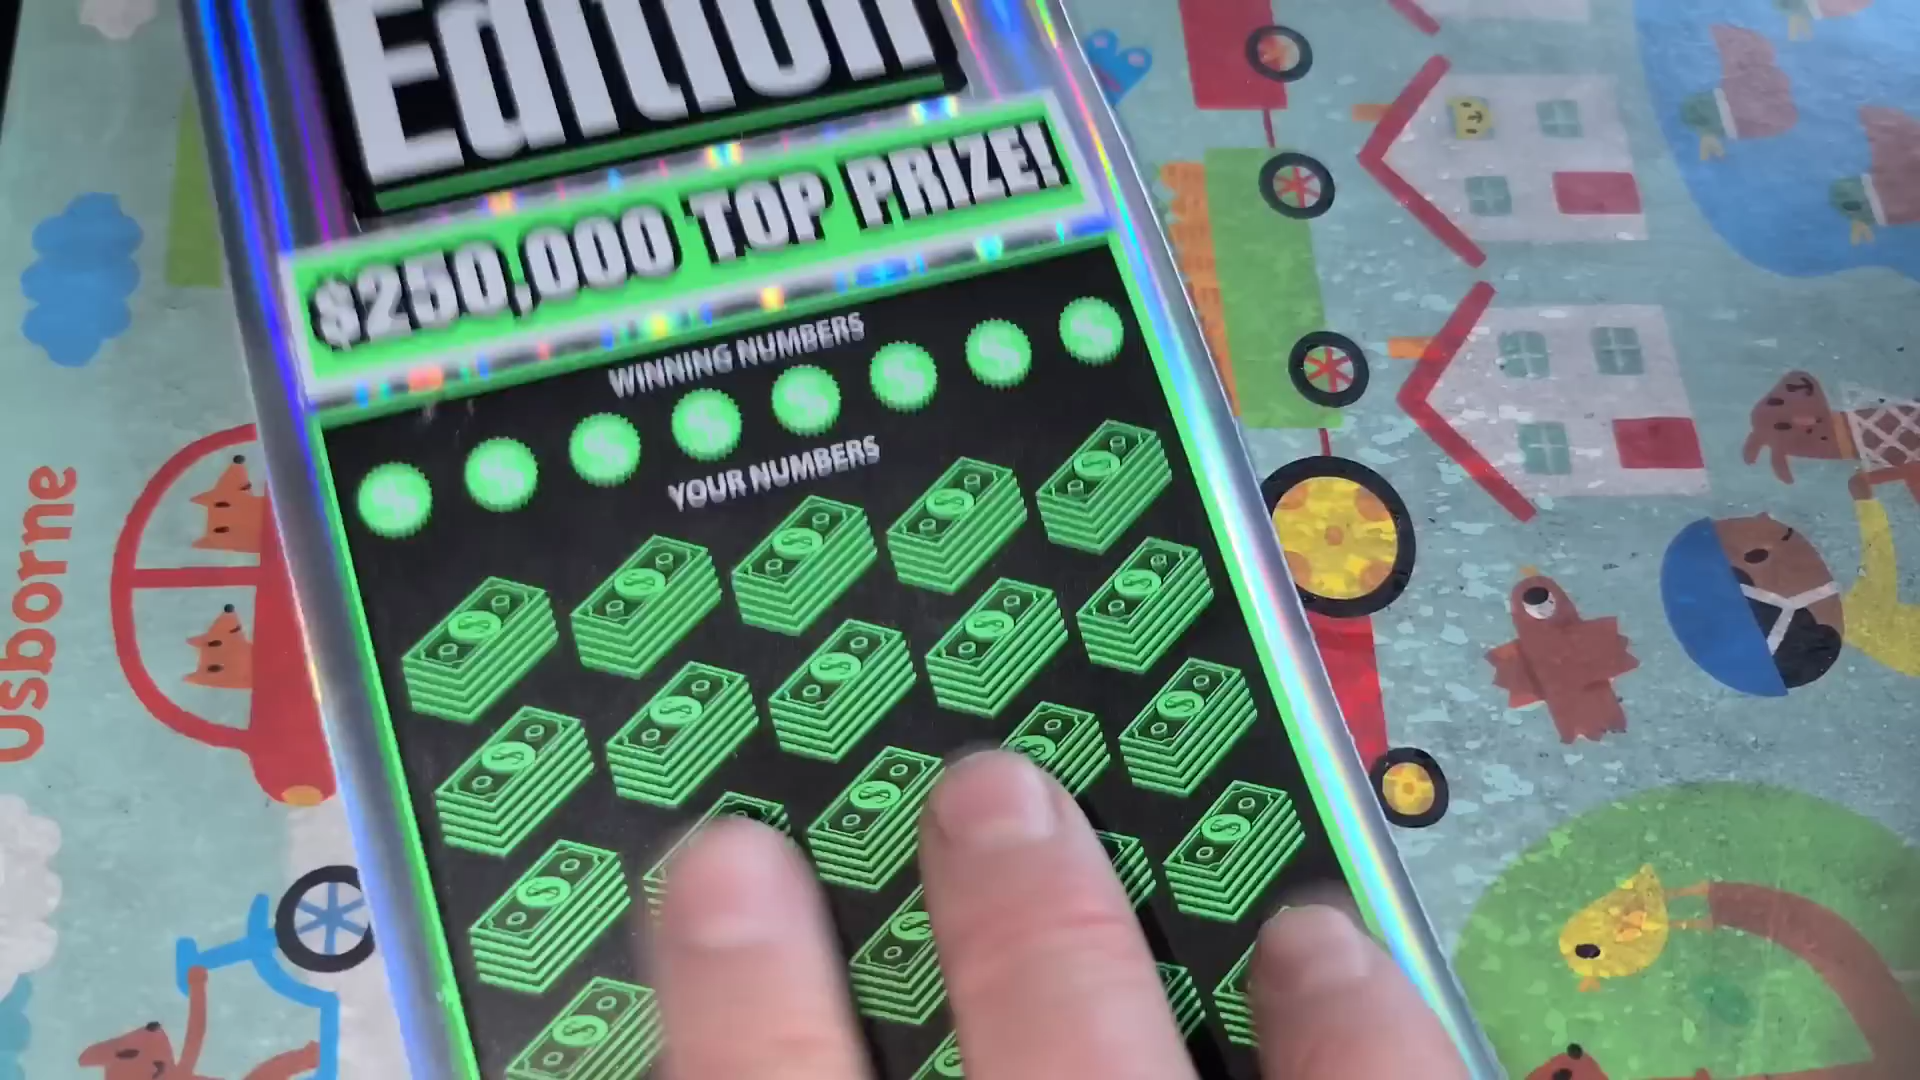 Edition
$250,000 TOP PRIZE!
WINNING NUMBERS
YOUR NUMBERS
Usborne